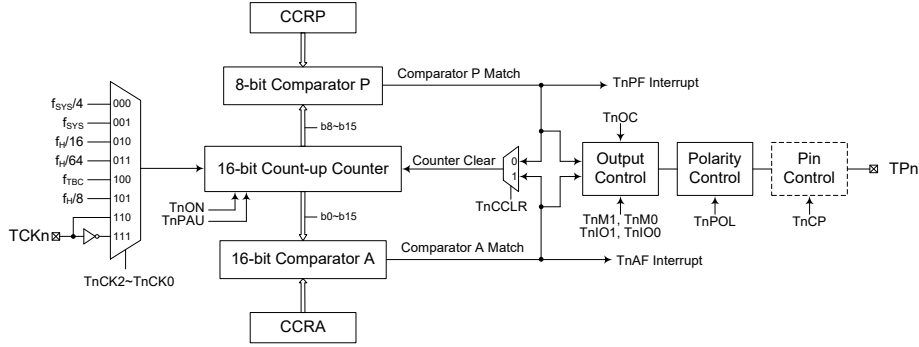 CCRP
8-bit Comparator P
Comparator P Match
TnPF Interrupt
b8~b15
TnOC
fSYS/4
000
fSYS
001
fH/16
010
fH/64
011
fTBC
100
fH/8
101
110
111
TCKn
TnCK2~TnCK0
16-bit Count-up Counter
TnON
TnPAU
Counter Clear
0
1
TnCCLR
Output
Control
Polarity
Control
Pin
Control
TPn
TnM1, TnM0
TnIO1, TnIO0
TnPOL
TnCP
b0~b15
16-bit Comparator A
Comparator A Match
TnAF Interrupt
CCRA